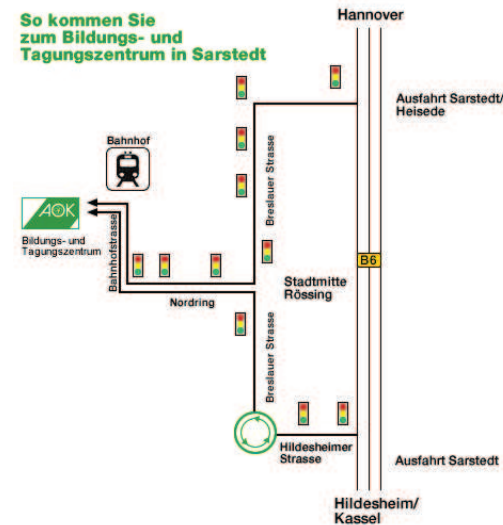 So kommen Sie
zum Bildungs- und
Tagungszentrum in Sarstedt
Hannover
Ausfahrt Sarstedt/
Heisede
Bahnhof
Breslauer Strasse
AOK
Bildungs- und
Tagungszentrum
Bahnhofstrasse
B6
Stadtmitte
Rössing
Nordring
Breslauer Strasse
Hildesheimer
Strasse
Ausfahrt Sarstedt
Hildesheim/
Kassel